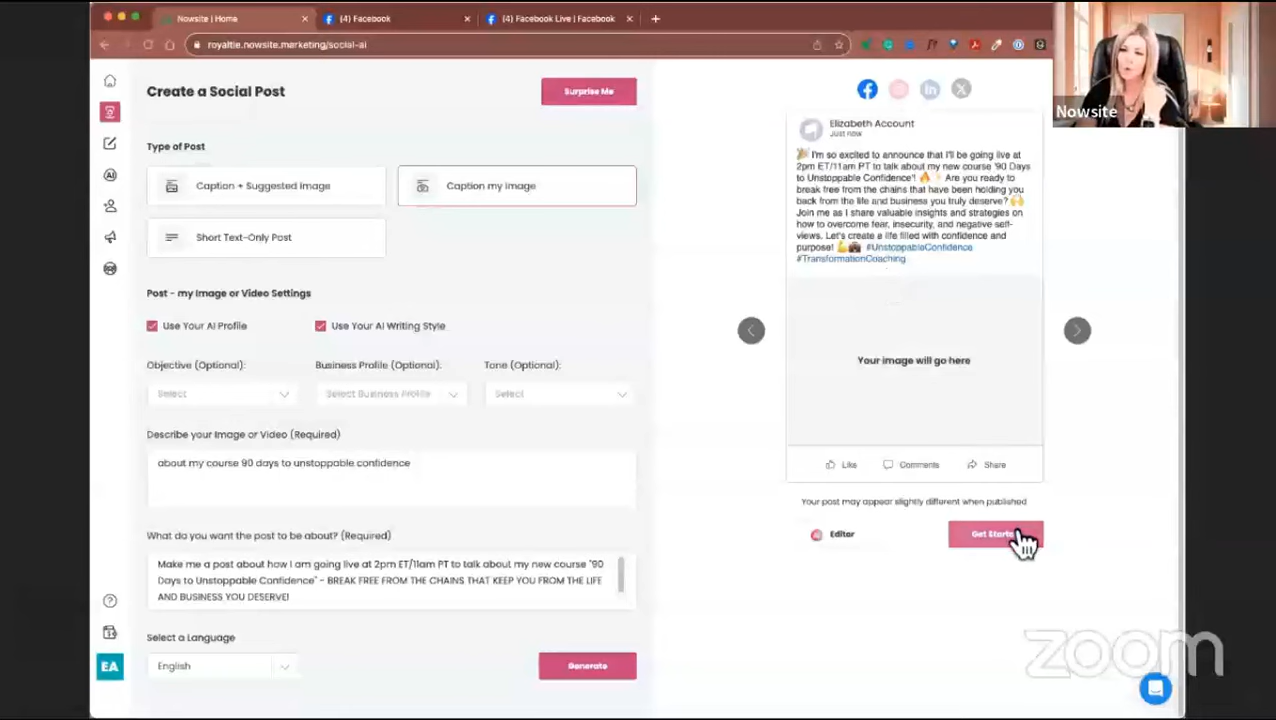 Nowsite | Home
(4) Facebook
(4) Facebook Live | Facebook
royaltie.nowsite.marketing/social-ai
Nowsite
Create a Social Post
Surprise Me
Type of Post
Caption + Suggested Image
Caption my image
Short Text-Only Post
Post - my Image or Video Settings
Use Your AI Profile
Use Your AI Writing Style
Objective (Optional):
Business Profile (Optional):
Tone (Optional):
Select
Select Business Profile
Select
Describe your Image or Video (Required)
about my course 90 days to unstoppable confidence
What do you want the post to be about? (Required)
Make me a post about how I am going live at 2pm ET/11am PT to talk about my new course "90
Days to Unstoppable Confidence" - BREAK FREE FROM THE CHAINS THAT KEEP YOU FROM THE LIFE
AND BUSINESS YOU DESERVE!
Select a Language
English
Generate
AI
EA
Elizabeth Account
Just now
🎉 I'm so excited to announce that I'll be going live at
2pm ET/11am PT to talk about my new course '90
Days to Unstoppable Confidence'! 🔥✨ Are you ready to
break free from the chains that have been holding you
back from the life and business you truly deserve? 🙌
Join me as I share valuable insights and strategies on
how to overcome fear, insecurity, and negative self-
views. Let's create a life filled with confidence and
purpose! 💪💼 #UnstoppableConfidence
#TransformationCoaching
Your image will go here
Like
Comments
Share
Your post may appear slightly different when published
Editor
Get Starte
zoom